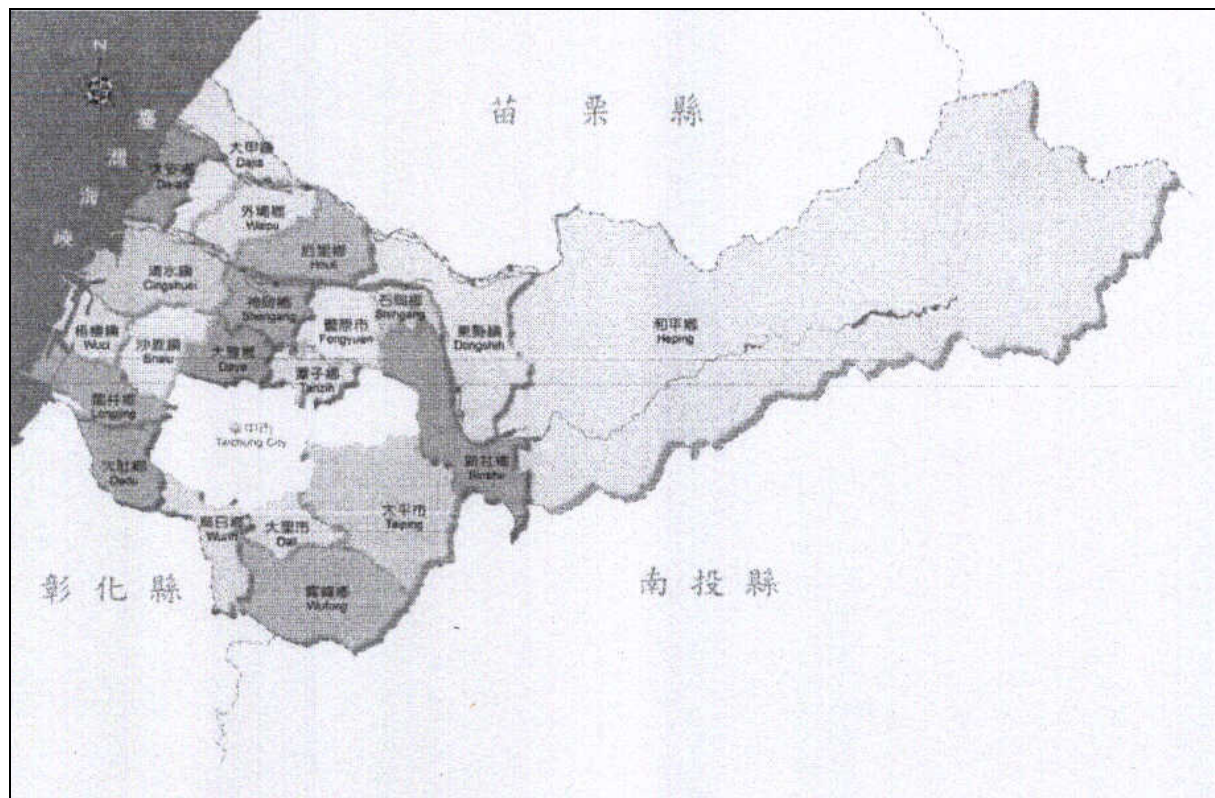 N
苗栗縣
臺灣海峽
大甲鎮
Dajia
大安鄉
Da-an
外埔鄉
Waipu
后里鄉
Houli
清水鎮
Cingshuei
神岡鄉
Shengang
豐原市
Fongyuan
石岡鄉
Shihgang
東勢鎮
Dongshih
和平鄉
Heping
梧棲鎮
Wuci
沙鹿鎮
Shalu
大雅鄉
Daya
潭子鄉
Tanzih
龍井鄉
Longjing
臺中市
Taichung City
大肚鄉
Dadu
新社鄉
Sinshe
太平市
Taiping
烏日鄉
Wurih
大里市
Dali
霧峰鄉
Wufong
彰化縣
南投縣